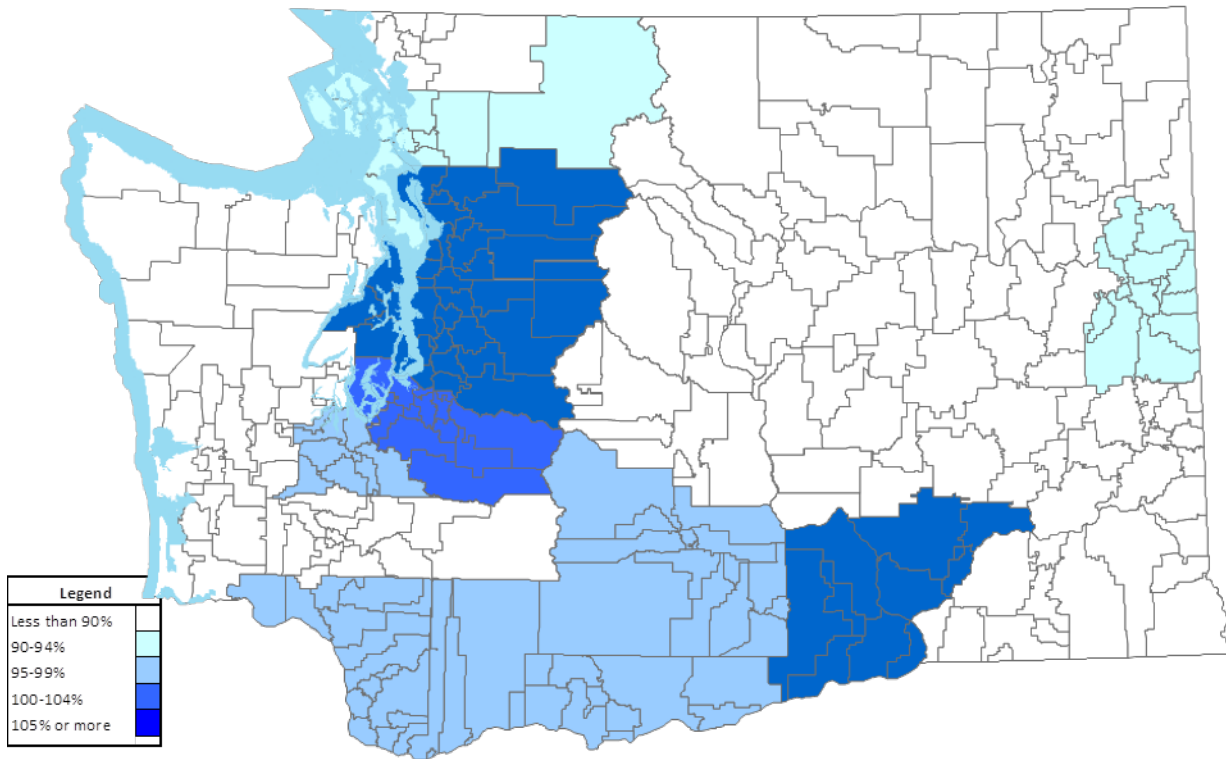 Legend
Less than 90%
90-94%
95-99%
100-104%
105% or more